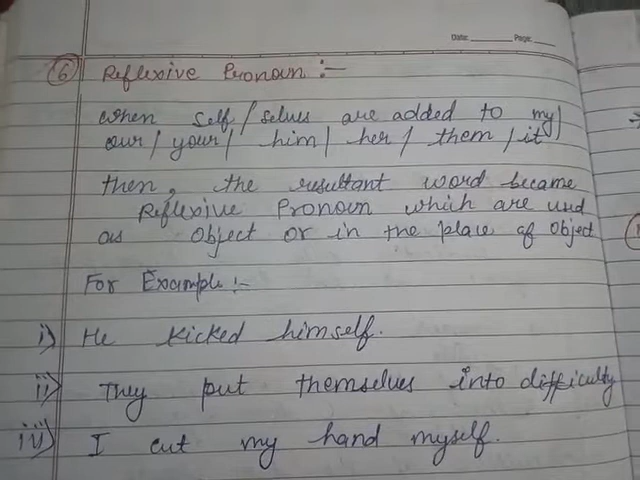 Date: ______ Page: ____
6 Reflexive Pronoun :-
when self / selves are added to my /
our / your / him / her / them / it
then, the resultant word became
Reflexive Pronoun which are used
as object or in the place of object
For Example :-
i) He kicked himself.
ii) They put themselves into difficulty
iii) I cut my hand myself.